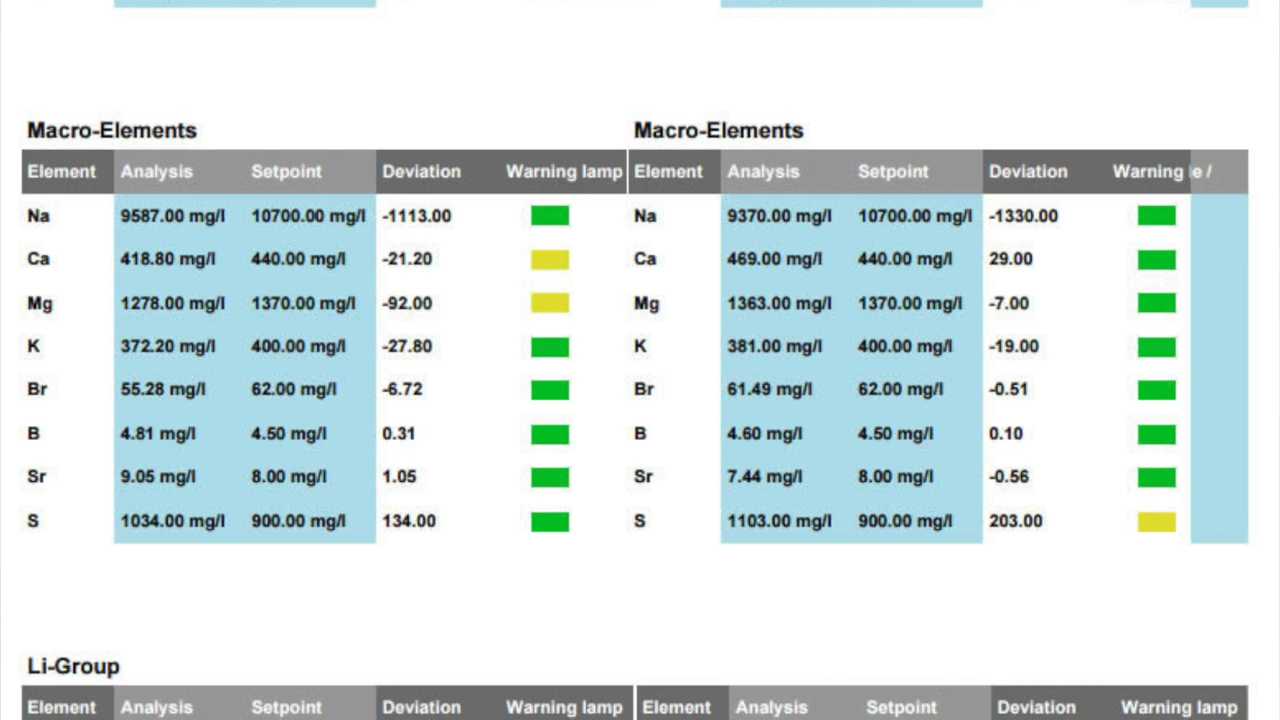 Macro-Elements Macro-Elements
Element Analysis Setpoint Deviation Warning lamp Element Analysis Setpoint Deviation Warning e /
Na 9587.00 mg/l 10700.00 mg/l -1113.00 Na 9370.00 mg/l 10700.00 mg/l -1330.00
Ca 418.80 mg/l 440.00 mg/l -21.20 Ca 469.00 mg/l 440.00 mg/l 29.00
Mg 1278.00 mg/l 1370.00 mg/l -92.00 Mg 1363.00 mg/l 1370.00 mg/l -7.00
K 372.20 mg/l 400.00 mg/l -27.80 K 381.00 mg/l 400.00 mg/l -19.00
Br 55.28 mg/l 62.00 mg/l -6.72 Br 61.49 mg/l 62.00 mg/l -0.51
B 4.81 mg/l 4.50 mg/l 0.31 B 4.60 mg/l 4.50 mg/l 0.10
Sr 9.05 mg/l 8.00 mg/l 1.05 Sr 7.44 mg/l 8.00 mg/l -0.56
S 1034.00 mg/l 900.00 mg/l 134.00 S 1103.00 mg/l 900.00 mg/l 203.00
Li-Group
Element Analysis Setpoint Deviation Warning lamp Element Analysis Setpoint Deviation Warning lamp